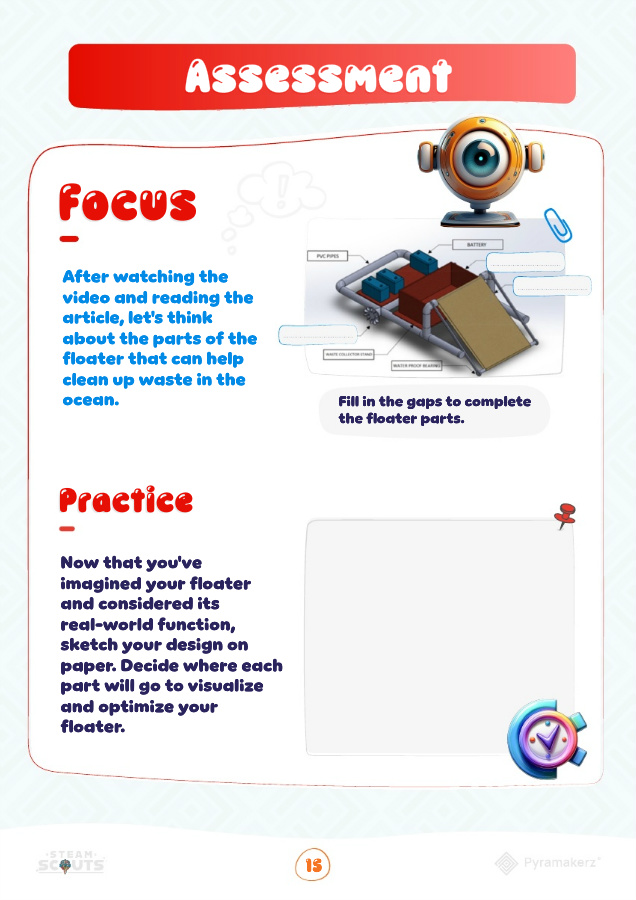 Assessment
Focus
After watching the
video and reading the
article, let's think
about the parts of the
floater that can help
clean up waste in the
ocean.
BATTERY
PVC PIPES
WASTE COLLECTOR STAND
WATER PROOF BEARING
Fill in the gaps to complete
the floater parts.
Practice
Now that you've
imagined your floater
and considered its
real-world function,
sketch your design on
paper. Decide where each
part will go to visualize
and optimize your
floater.
STEAM
SCOUTS
15
Pyramakerz